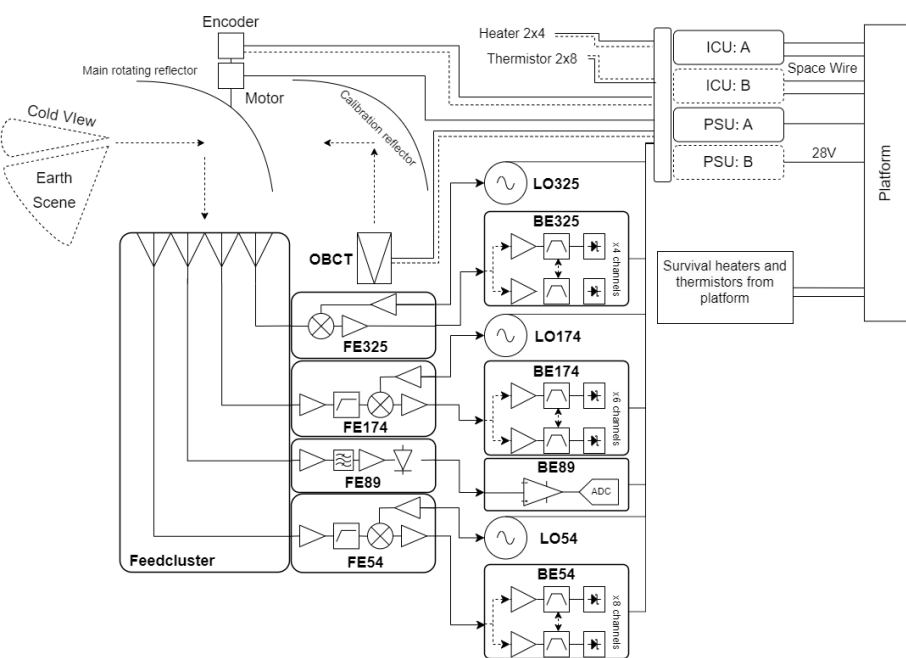 Encoder
Heater 2x4
Thermistor 2x8
ICU: A
Space Wire
ICU: B
PSU: A
PSU: B
28V
Platform
Main rotating reflector
Motor
Calibration reflector
Cold VIew
Earth
Scene
OBCT
LO325
BE325
x4 channels
Survival heaters and
thermistors from
platform
FE325
LO174
BE174
x6 channels
FE174
BE89
ADC
FE89
LO54
FE54
Feedcluster
BE54
x8 channels